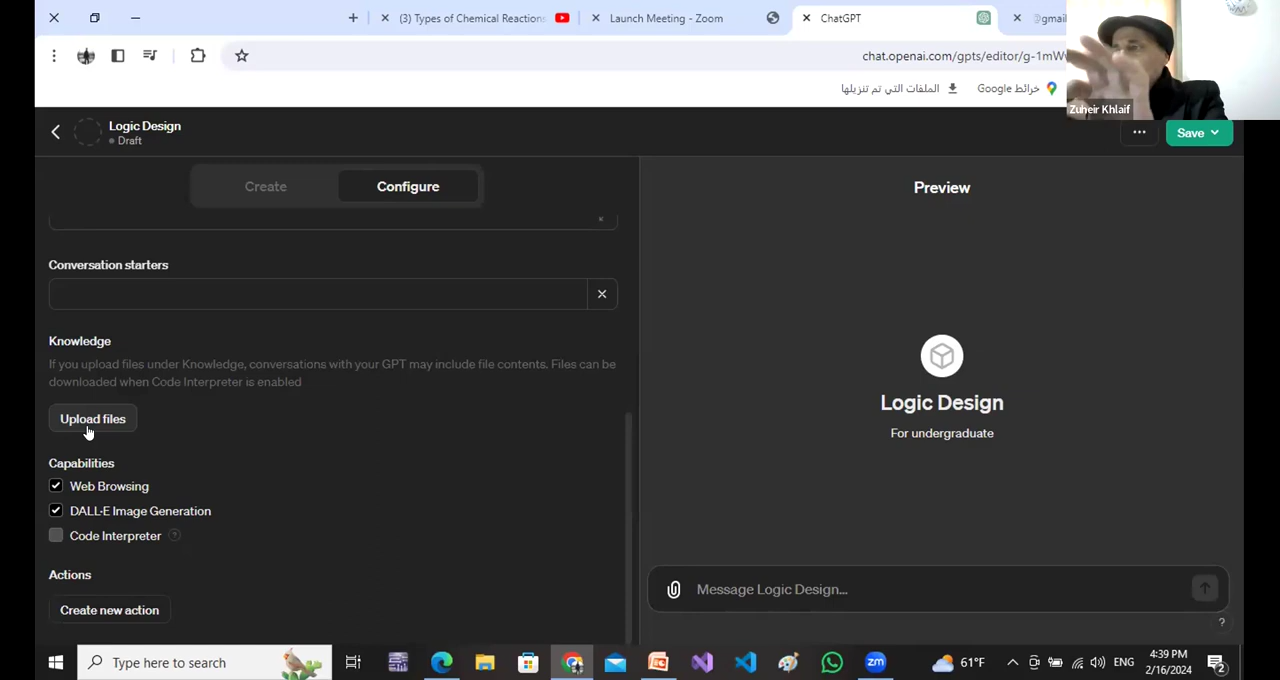 (3) Types of Chemical Reactions
Launch Meeting - Zoom
ChatGPT
@gmai
chat.openai.com/gpts/editor/g-1mW
الملفات التي تم تنزيلها
خرائط Google
Zuheir Khlaif
Logic Design
Draft
Save
Create
Configure
Preview
Conversation starters
Knowledge
If you upload files under Knowledge, conversations with your GPT may include file contents. Files can be
downloaded when Code Interpreter is enabled
Upload files
Capabilities
Web Browsing
DALL·E Image Generation
Code Interpreter ?
Actions
Create new action
Logic Design
For undergraduate
Message Logic Design...
?
Type here to search
zm
61°F
ENG
4:39 PM
2/16/2024
2